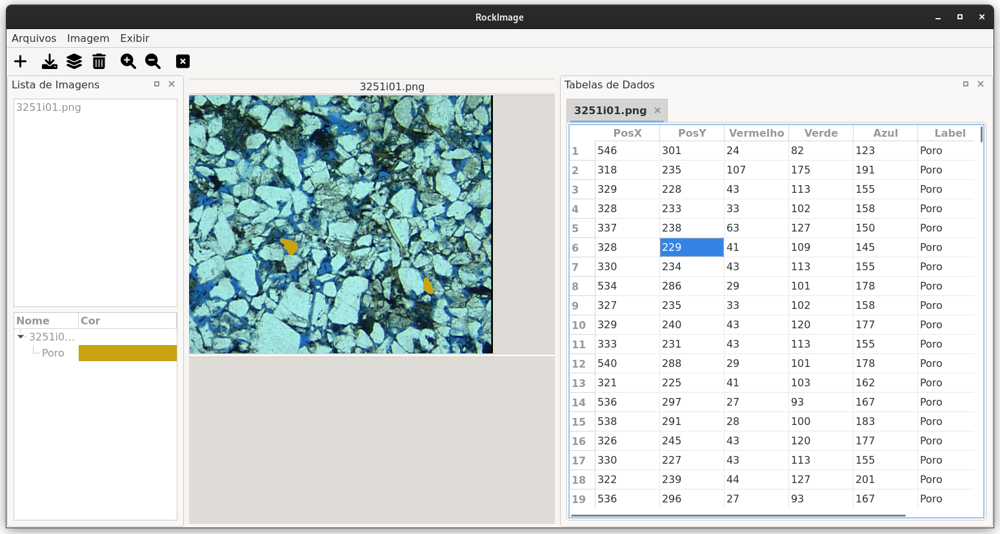 RockImage
Arquivos Imagem Exibir
Lista de Imagens
3251i01.png
Nome Cor
3251i0...
Poro
3251i01.png
Tabelas de Dados
3251i01.png
PosX PosY Vermelho Verde Azul Label
1 546 301 24 82 123 Poro
2 318 235 107 175 191 Poro
3 329 228 43 113 155 Poro
4 328 233 33 102 158 Poro
5 337 238 63 127 150 Poro
6 328 229 41 109 145 Poro
7 330 234 43 113 155 Poro
8 534 286 29 101 178 Poro
9 327 235 33 102 158 Poro
10 329 240 43 120 177 Poro
11 333 231 43 113 155 Poro
12 540 288 29 101 178 Poro
13 321 225 41 103 162 Poro
14 536 297 27 93 167 Poro
15 538 291 28 100 183 Poro
16 326 245 43 120 177 Poro
17 330 227 43 113 155 Poro
18 322 239 44 127 201 Poro
19 536 296 27 93 167 Poro